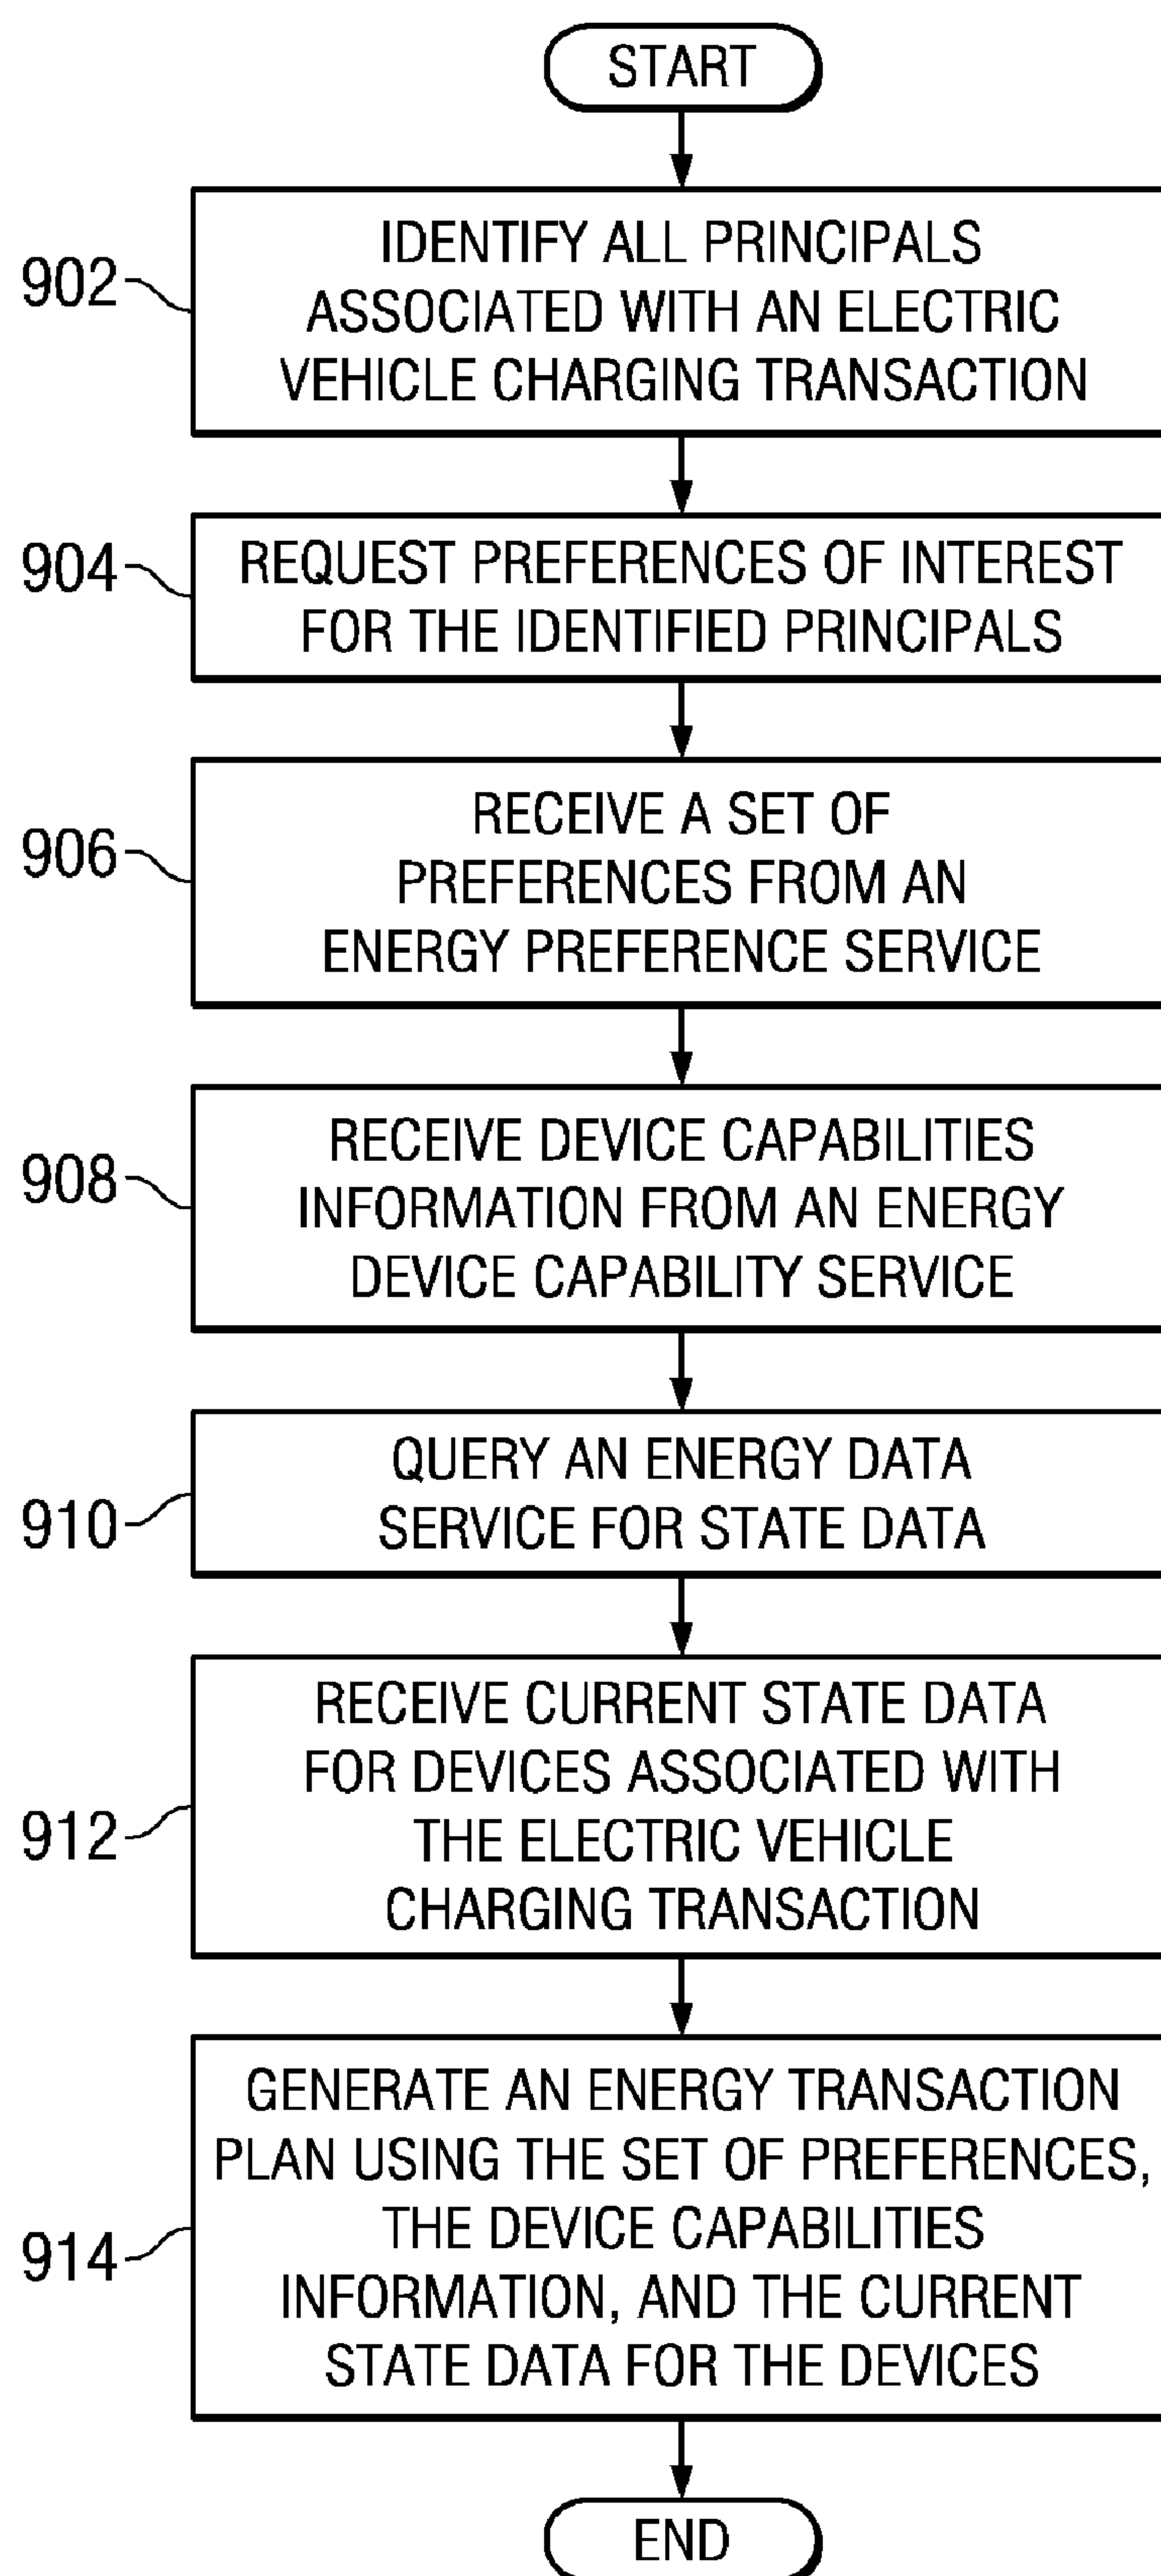 START
902
IDENTIFY ALL PRINCIPALS
ASSOCIATED WITH AN ELECTRIC
VEHICLE CHARGING TRANSACTION
904
REQUEST PREFERENCES OF INTEREST
FOR THE IDENTIFIED PRINCIPALS
906
RECEIVE A SET OF
PREFERENCES FROM AN
ENERGY PREFERENCE SERVICE
908
RECEIVE DEVICE CAPABILITIES
INFORMATION FROM AN ENERGY
DEVICE CAPABILITY SERVICE
910
QUERY AN ENERGY DATA
SERVICE FOR STATE DATA
912
RECEIVE CURRENT STATE DATA
FOR DEVICES ASSOCIATED WITH
THE ELECTRIC VEHICLE
CHARGING TRANSACTION
914
GENERATE AN ENERGY TRANSACTION
PLAN USING THE SET OF PREFERENCES,
THE DEVICE CAPABILITIES
INFORMATION, AND THE CURRENT
STATE DATA FOR THE DEVICES
END